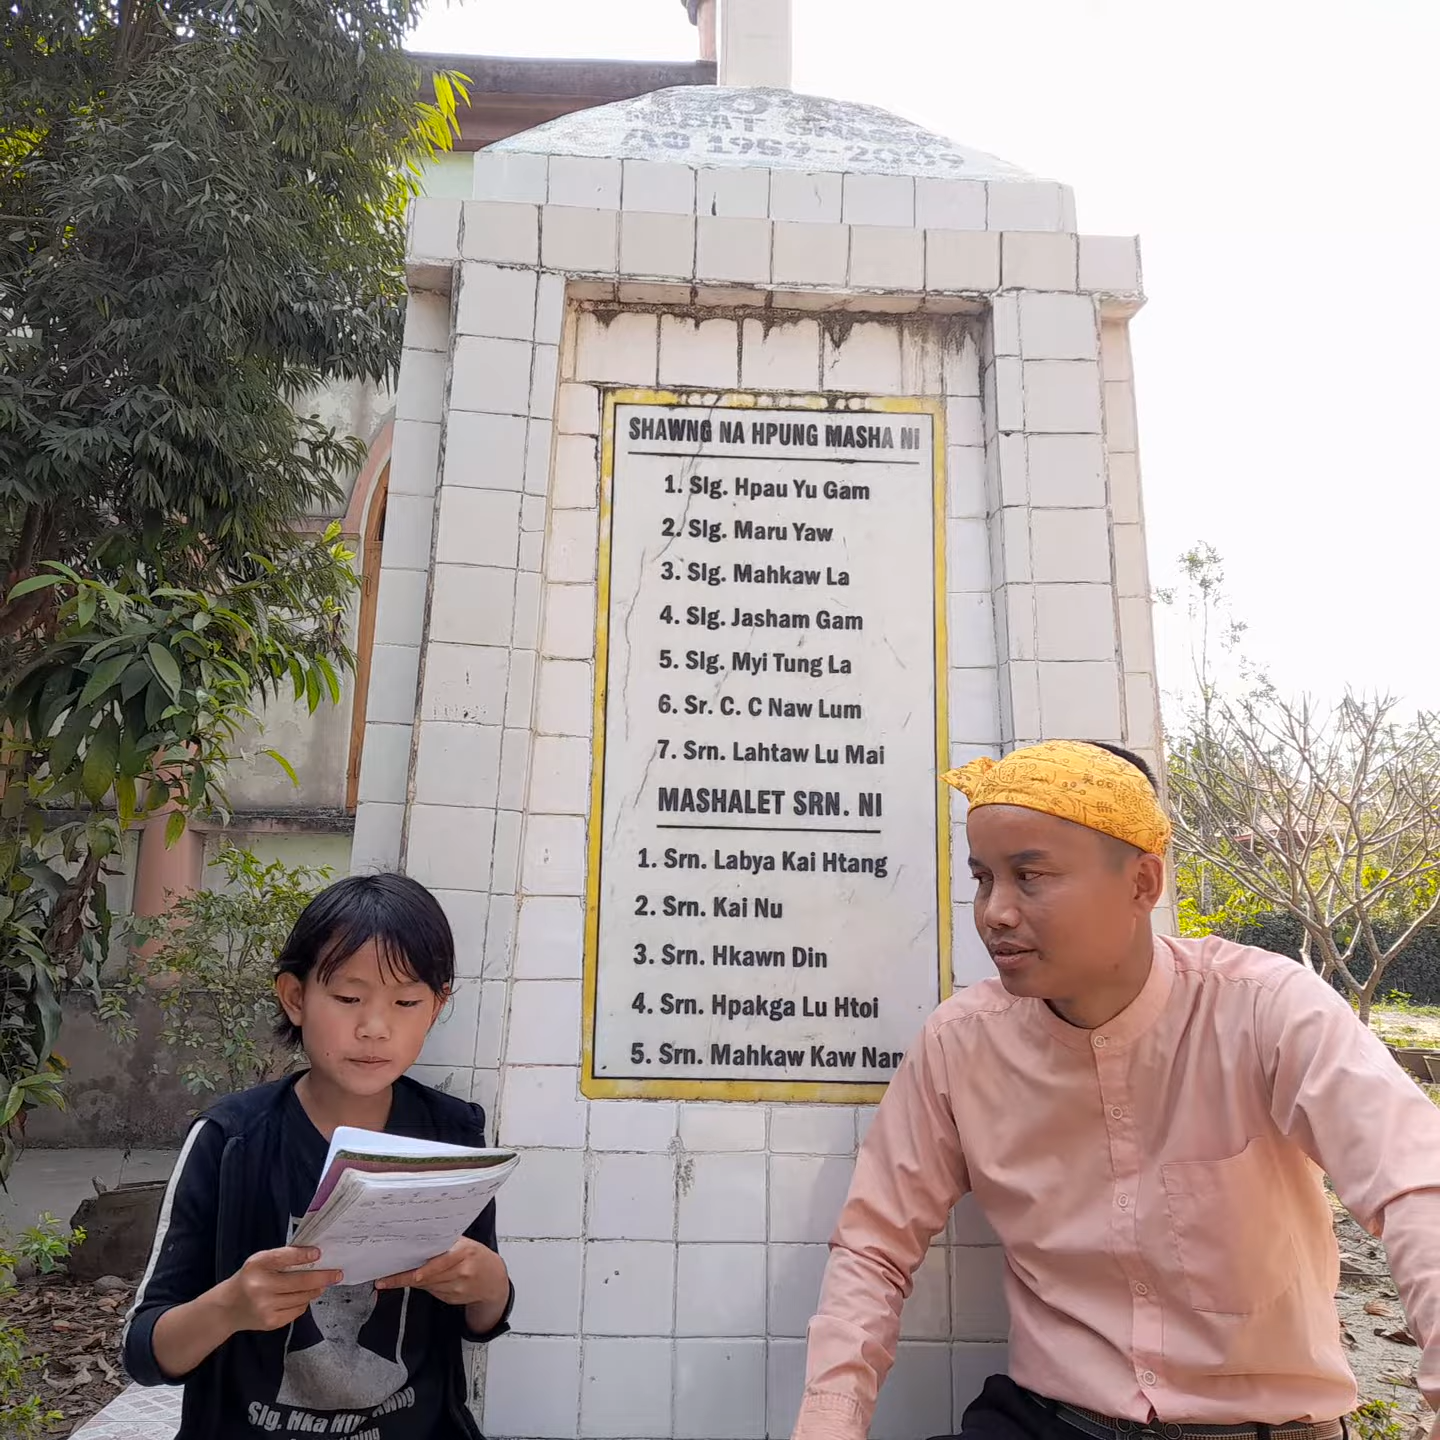 AD 1969-2009
SHAWNG NA HPUNG MASHA NI
1. Slg. Hpau Yu Gam
2. Slg. Maru Yaw
3. Slg. Mahkaw La
4. Slg. Jasham Gam
5. Slg. Myi Tung La
6. Sr. C. C Naw Lum
7. Srn. Lahtaw Lu Mai
MASHALET SRN. NI
1. Srn. Labya Kai Htang
2. Srn. Kai Nu
3. Srn. Hkawn Din
4. Srn. Hpakga Lu Htoi
5. Srn. Mahkaw Kaw
Slg. Hka